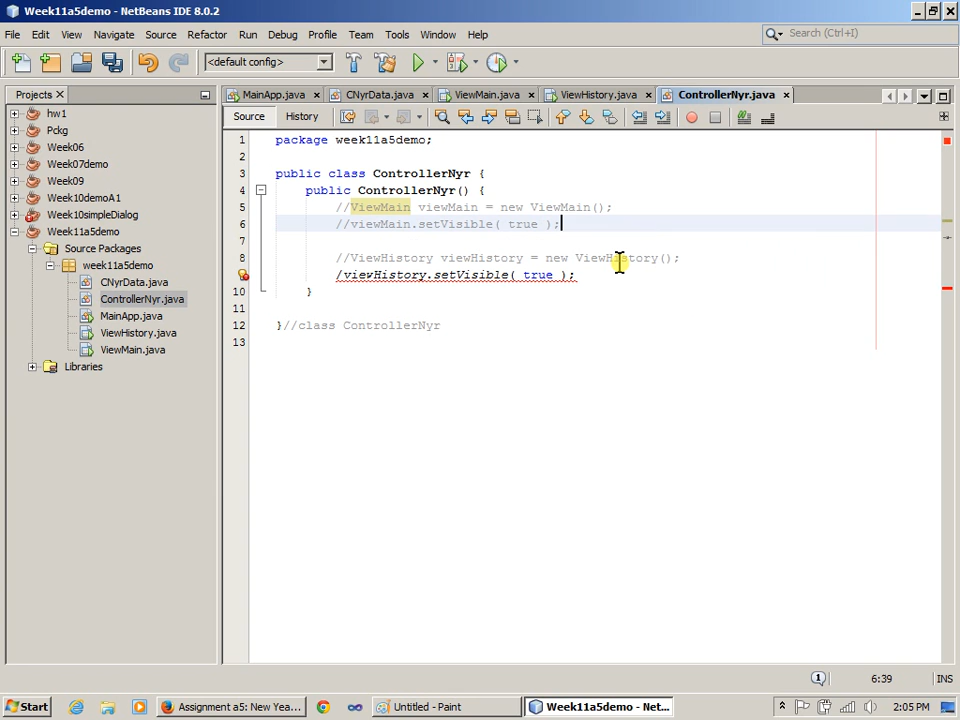 Week11a5demo - NetBeans IDE 8.0.2
File Edit View Navigate Source Refactor Run Debug Profile Team Tools Window Help
Search (Ctrl+I)
<default config>
Projects
MainApp.java CNyrData.java ViewMain.java ViewHistory.java ControllerNyr.java
Source History
hw1
Pckg
Week06
Week07demo
Week09
Week10demoA1
Week10simpleDialog
Week11a5demo
Source Packages
week11a5demo
CNyrData.java
ControllerNyr.java
MainApp.java
ViewHistory.java
ViewMain.java
Libraries
1 package week11a5demo;
2
3 public class ControllerNyr {
4 public ControllerNyr() {
5 //ViewMain viewMain = new ViewMain();
6 //viewMain.setVisible( true );
7
8 //ViewHistory viewHistory = new ViewHistory();
/viewHistory.setVisible( true );
10 }
11
12 }//class ControllerNyr
13
1 6:39 INS
Start Assignment a5: New Yea... Untitled - Paint Week11a5demo - Net... 2:05 PM